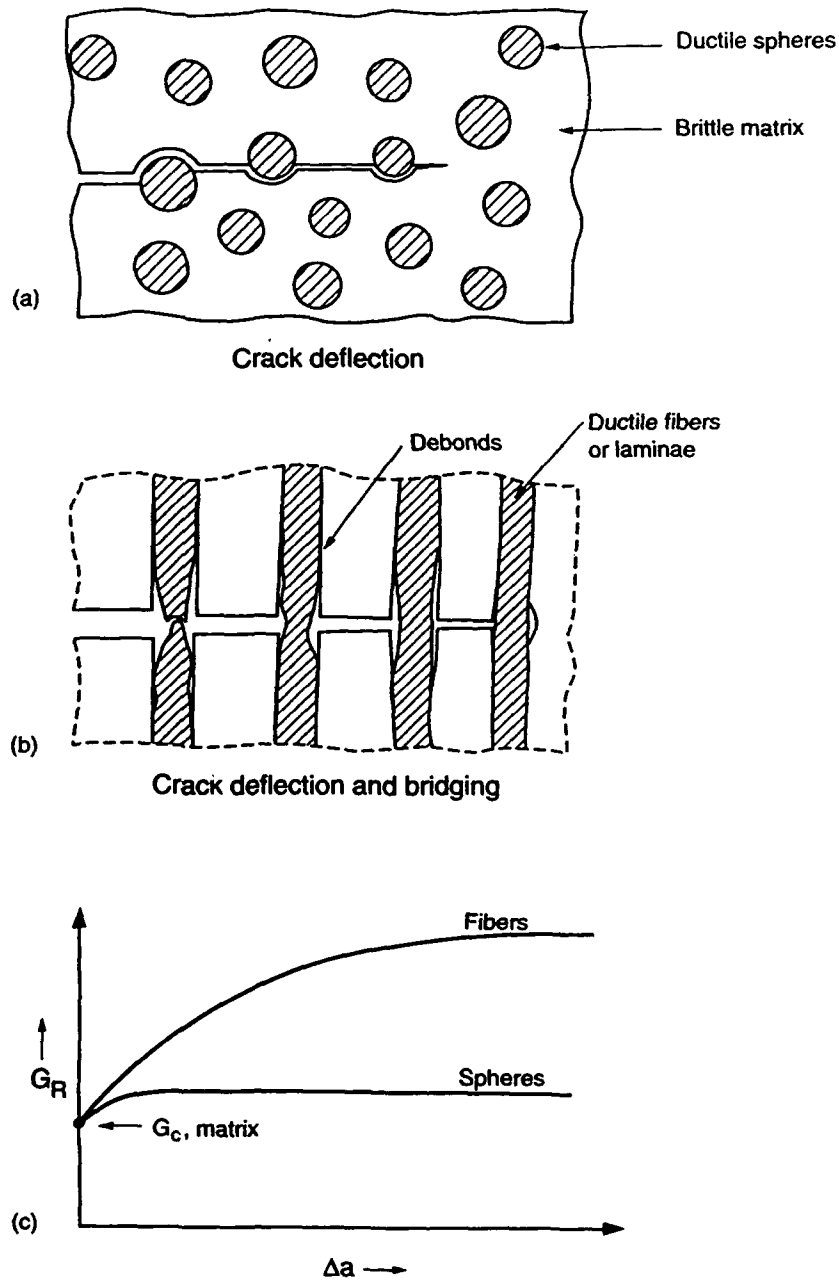 Ductile spheres
Brittle matrix
(a)
Crack deflection
Debonds
Ductile fibers
or laminae
(b)
Crack deflection and bridging
Fibers
G_R
Spheres
G_c, matrix
(c)
Δa